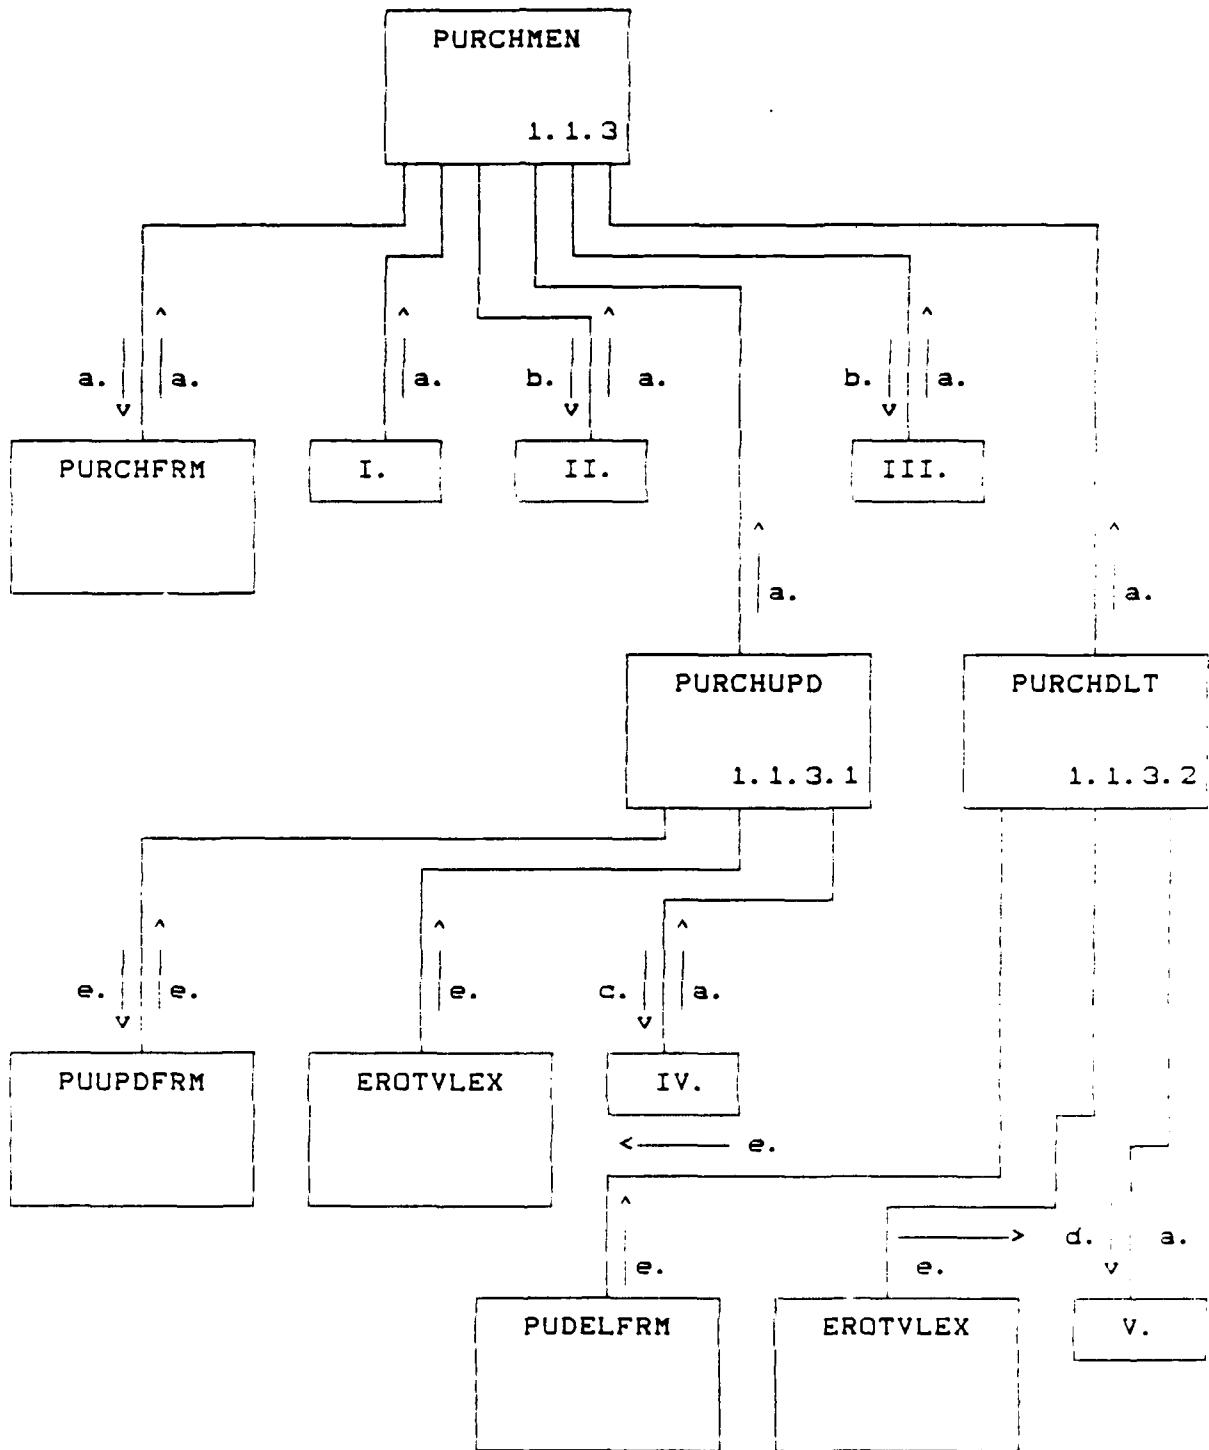 PURCHMEN
1.1.3
a. a. a. b. a. b. a.
PURCHFRM I. II. III.
a. a.
PURCHUPD PURCHDLT
1.1.3.1 1.1.3.2
e. e. e. c. a.
PUUPDFRM EROTVLEX IV.
e.
d. a.
e. e.
PUDELFRM EROTVLEX V.